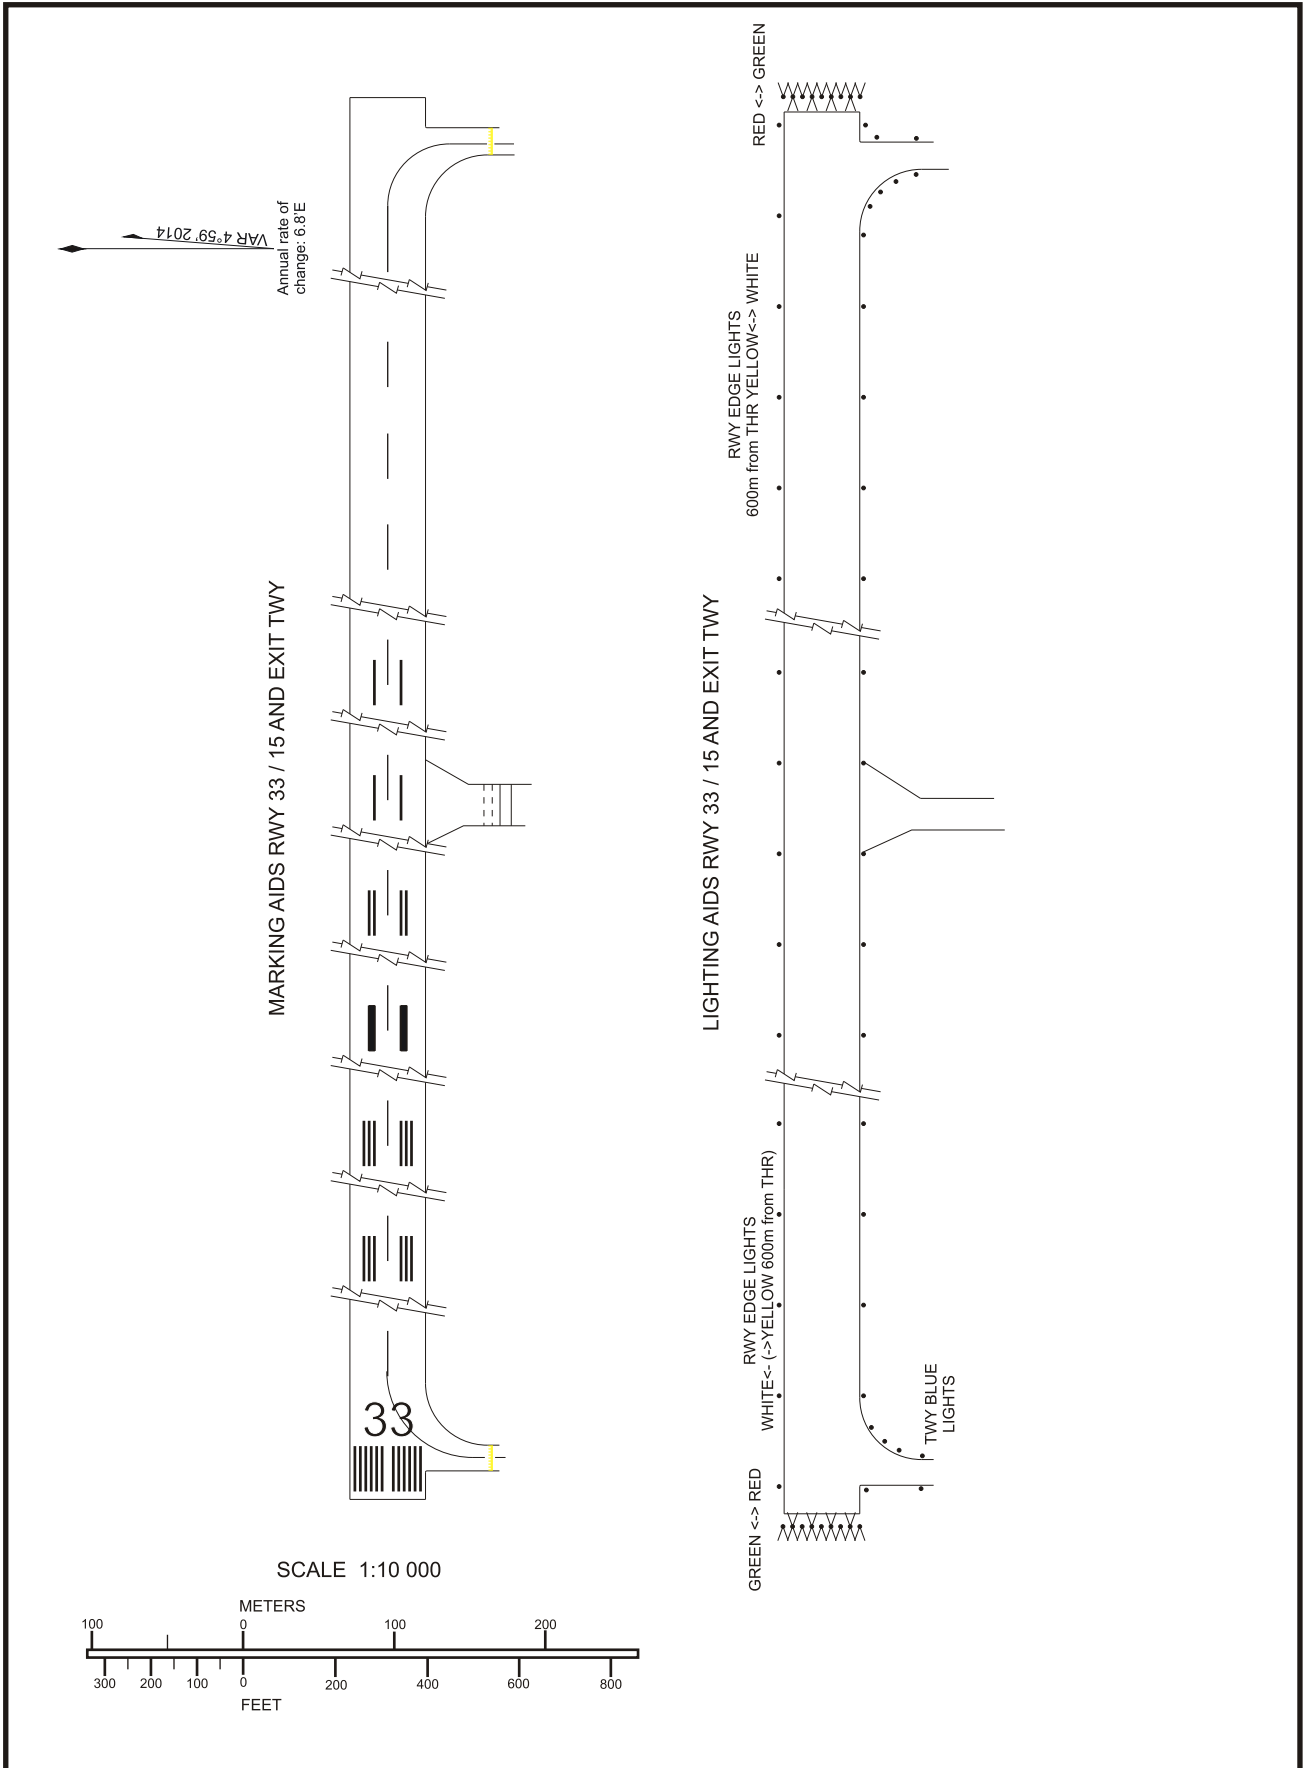 RED <-> GREEN
VAR 4°59' 2014
Annual rate of
change: 6.8'E
RWY EDGE LIGHTS
600m from THR YELLOW<-> WHITE
MARKING AIDS RWY 33 / 15 AND EXIT TWY
LIGHTING AIDS RWY 33 / 15 AND EXIT TWY
RWY EDGE LIGHTS
WHITE<- (->YELLOW 600m from THR)
33
TWY BLUE
LIGHTS
GREEN <-> RED
SCALE 1:10 000
METERS
100 0 100 200
300 200 100 0 200 400 600 800
FEET